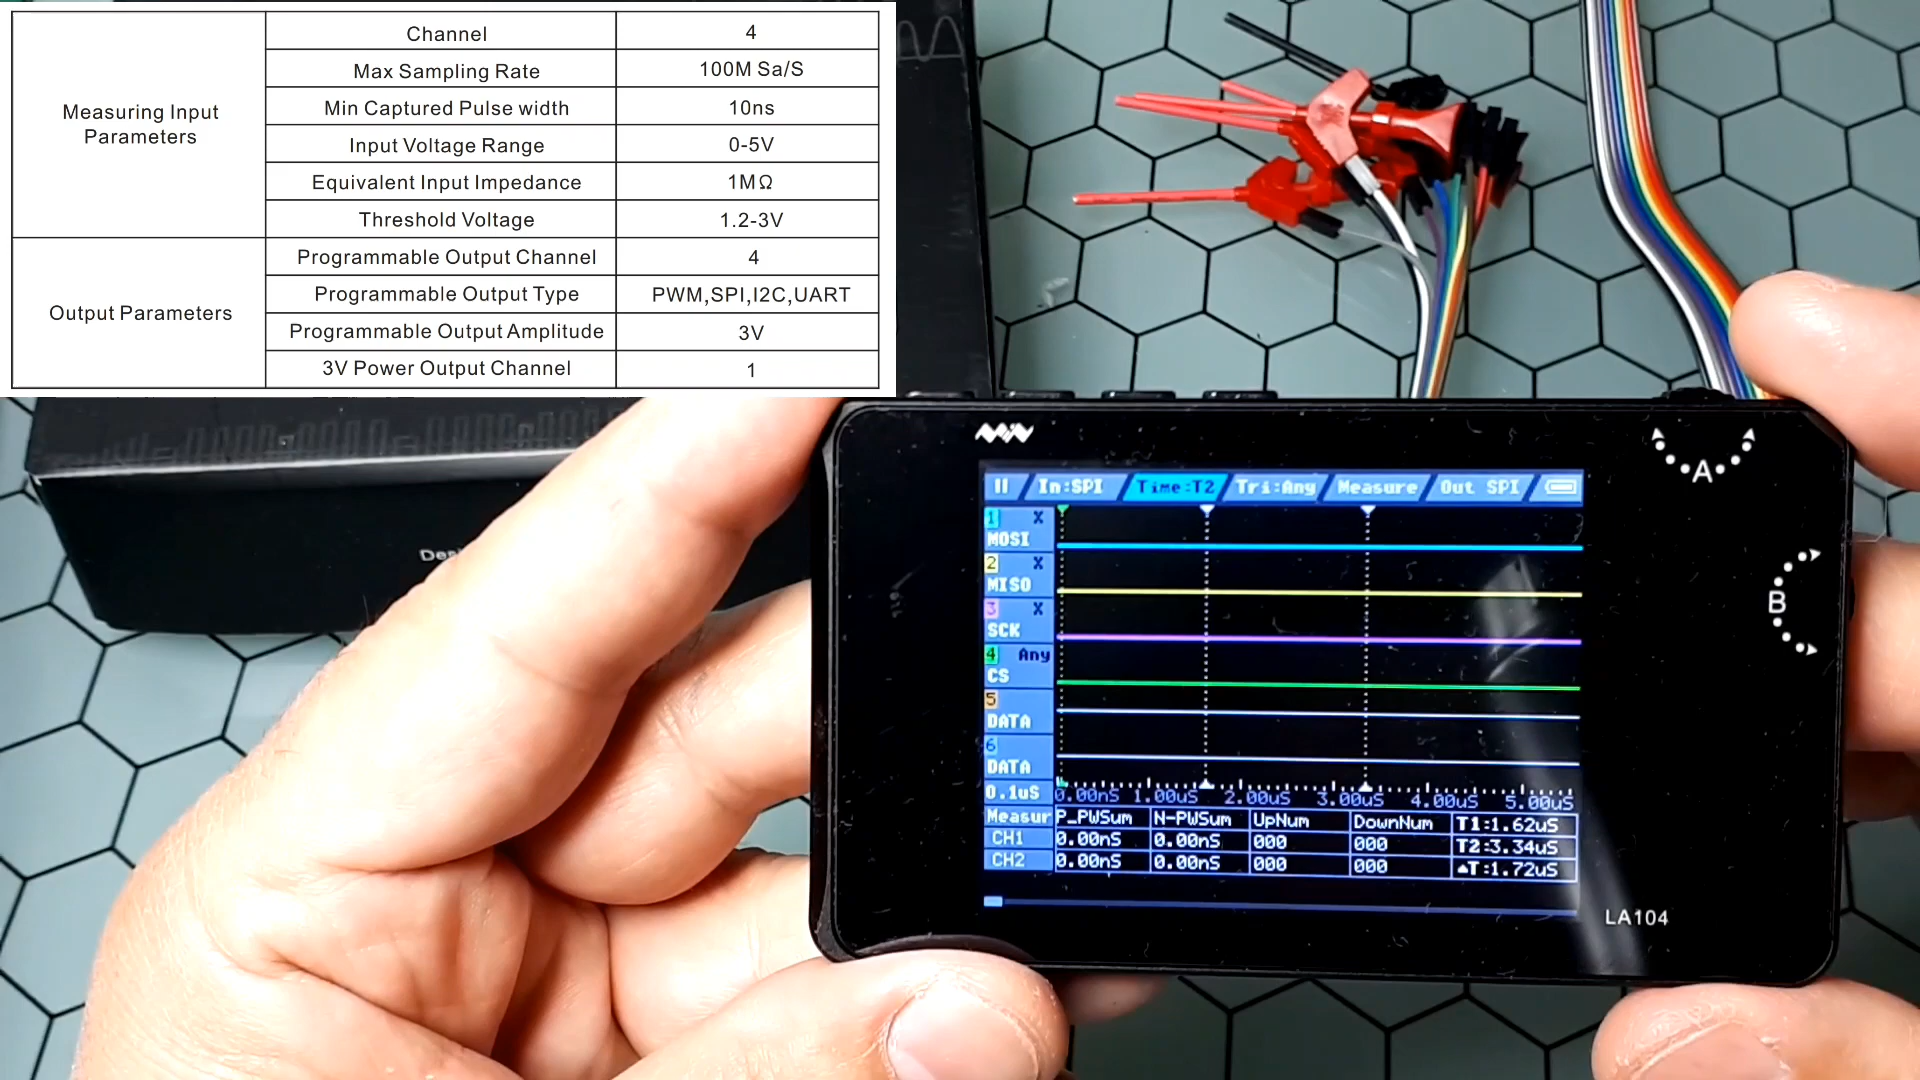 Measuring Input
Parameters
Channel 4
Max Sampling Rate 100M Sa/S
Min Captured Pulse width 10ns
Input Voltage Range 0-5V
Equivalent Input Impedance 1MΩ
Threshold Voltage 1.2-3V
Output Parameters
Programmable Output Channel 4
Programmable Output Type PWM,SPI,I2C,UART
Programmable Output Amplitude 3V
3V Power Output Channel 1
A
In:SPI Time:T2 Tri:Any Measure Out SPI
1 X
MOSI
2 X
MISO
3 X
SCK
4 Any
CS
5
DATA
6
DATA
0.1uS 0.00nS 1.00uS 2.00uS 3.00uS 4.00uS 5.00uS
Measur P_PWSum N-PWSum UpNum DownNum T1:1.62uS
CH1 0.00nS 0.00nS 000 000 T2:3.34uS
CH2 0.00nS 0.00nS 000 000 ▲T:1.72uS
B
LA104